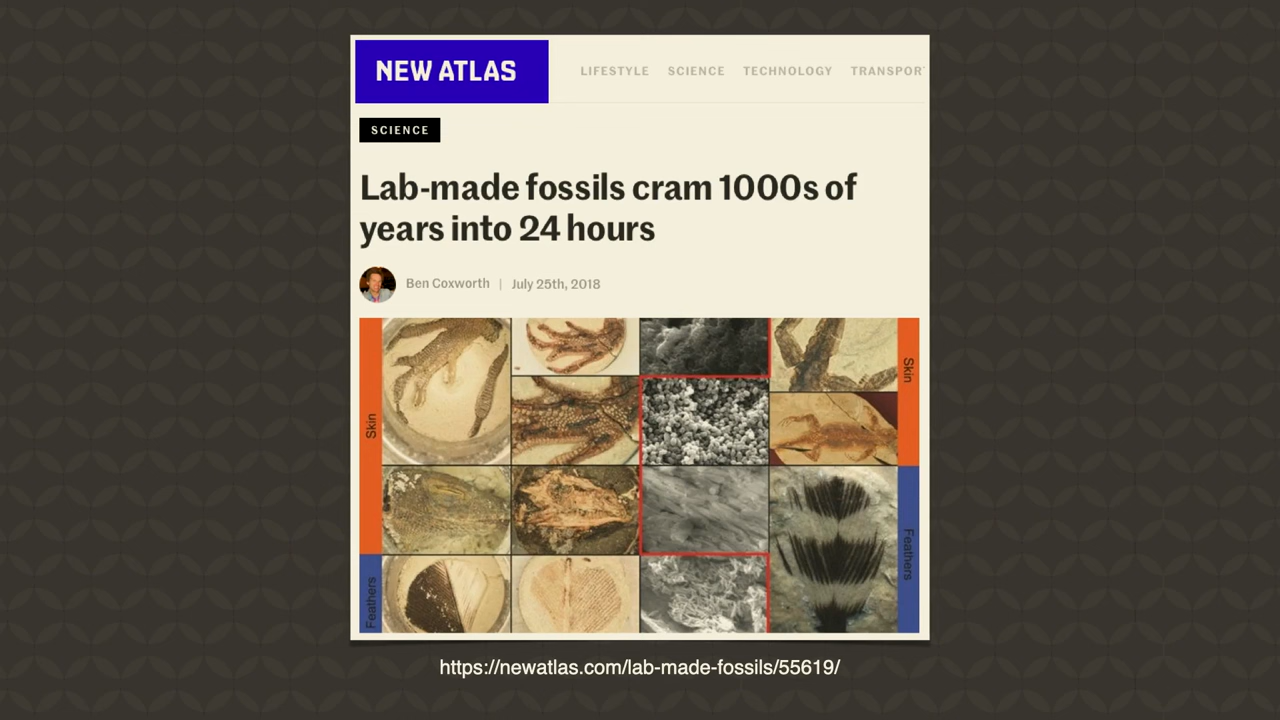 NEW ATLAS
LIFESTYLE SCIENCE TECHNOLOGY TRANSPOR
SCIENCE
Lab-made fossils cram 1000s of
years into 24 hours
Ben Coxworth | July 25th, 2018
Skin
Skin
Feathers
Feathers
https://newatlas.com/lab-made-fossils/55619/